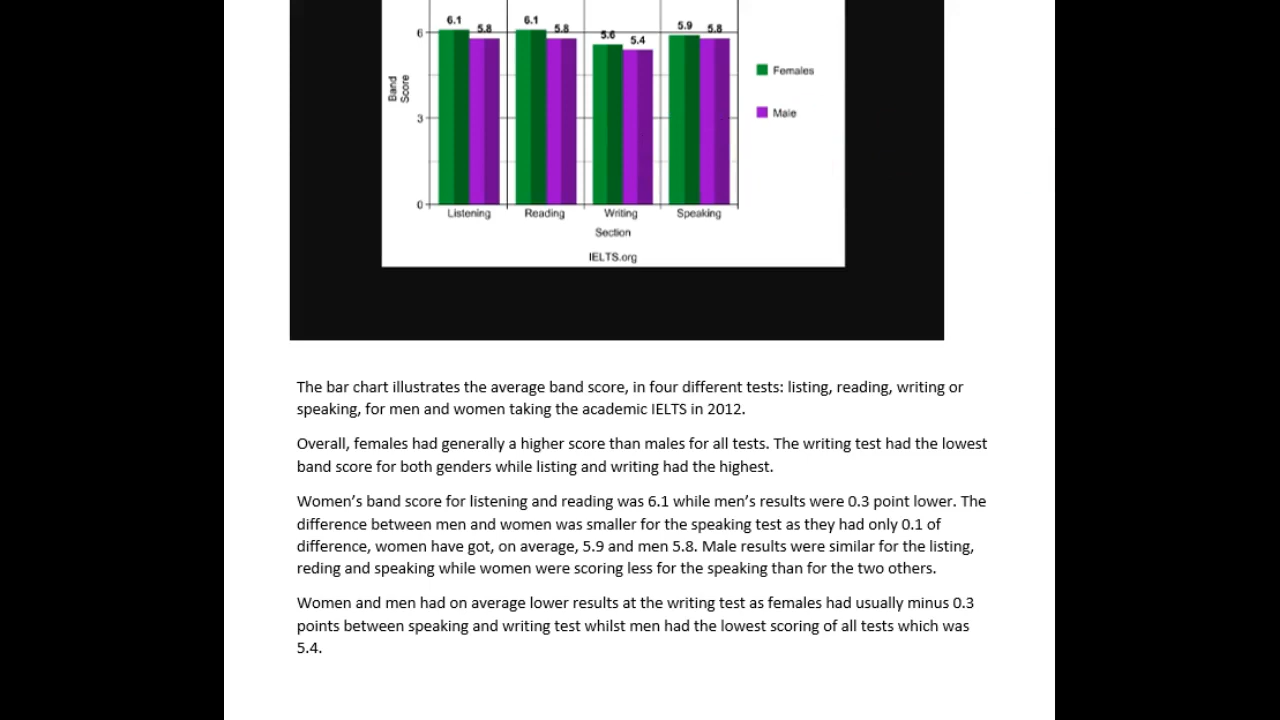 6.1 5.8 6.1 5.8 5.6 5.4 5.9 5.8
6
Females
Band
Score
Male
3
0
Listening Reading Writing Speaking
Section
IELTS.org
The bar chart illustrates the average band score, in four different tests: listing, reading, writing or
speaking, for men and women taking the academic IELTS in 2012.
Overall, females had generally a higher score than males for all tests. The writing test had the lowest
band score for both genders while listing and writing had the highest.
Women’s band score for listening and reading was 6.1 while men’s results were 0.3 point lower. The
difference between men and women was smaller for the speaking test as they had only 0.1 of
difference, women have got, on average, 5.9 and men 5.8. Male results were similar for the listing,
reding and speaking while women were scoring less for the speaking than for the two others.
Women and men had on average lower results at the writing test as females had usually minus 0.3
points between speaking and writing test whilst men had the lowest scoring of all tests which was
5.4.